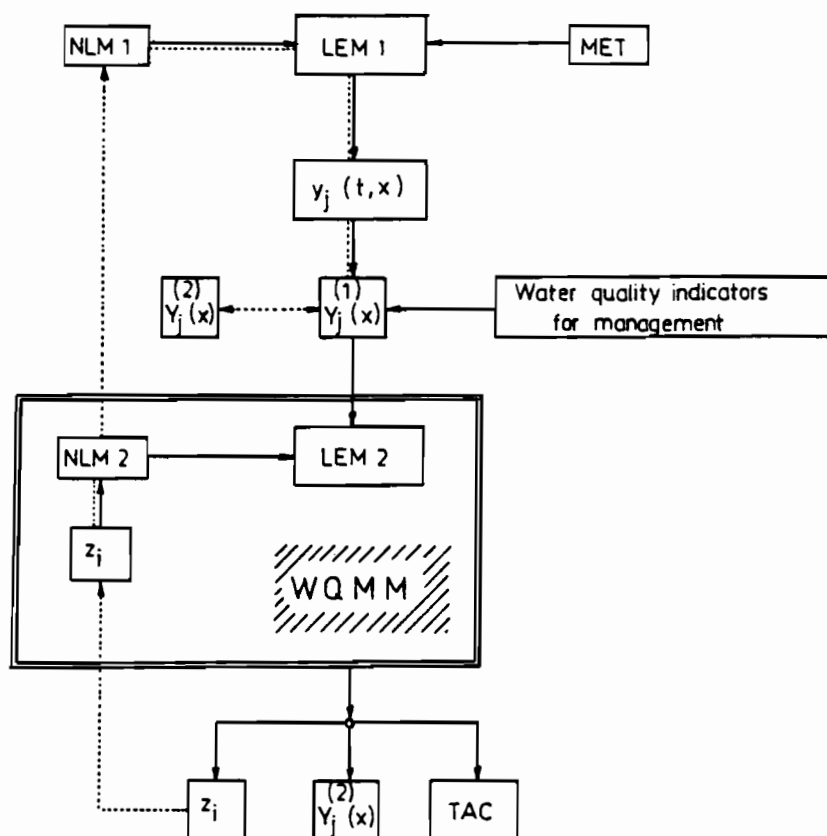 NLM 1
LEM 1
MET
y_j (t,x)
(2)
Y_j (x)
(1)
Y_j (x)
Water quality indicators
for management
NLM 2
LEM 2
z_i
WQMM
z_i
(2)
Y_j (x)
TAC